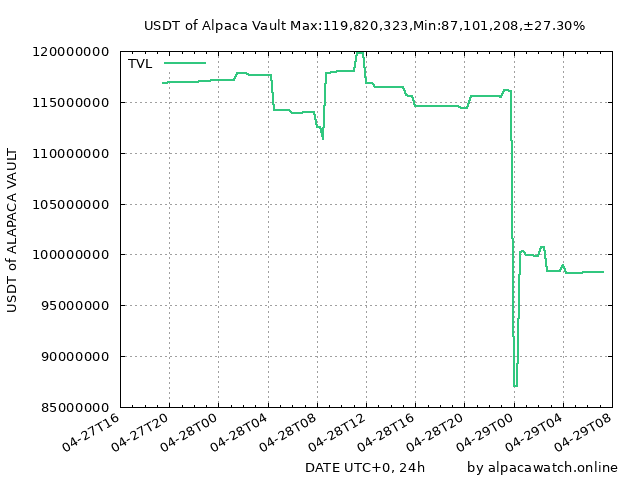 USDT of Alpaca Vault Max:119,820,323,Min:87,101,208,±27.30%
TVL
120000000
115000000
110000000
105000000
100000000
95000000
90000000
85000000
USDT of ALAPACA VAULT
04-27T16
04-27T20
04-28T00
04-28T04
04-28T08
04-28T12
04-28T16
04-28T20
04-29T00
04-29T04
04-29T08
DATE UTC+0, 24h
by alpacawatch.online